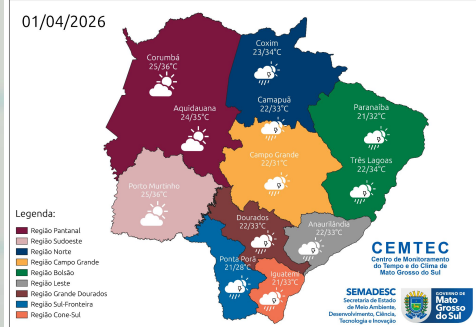 01/04/2026
Corumbá
25/36°C
Coxim
23/34°C
Aquidauana
24/35°C
Camapuã
22/33°C
Paranaíba
21/32°C
Campo Grande
22/31°C
Três Lagoas
22/34°C
Porto Murtinho
25/36°C
Dourados
22/33°C
Anaurilândia
22/33°C
Ponta Porã
21/28°C
Iguatemi
21/33°C
Legenda:
Região Pantanal
Região Sudoeste
Região Norte
Região Campo Grande
Região Bolsão
Região Leste
Região Grande Dourados
Região Sul-Fronteira
Região Cone-Sul
CEMTEC
Centro de Monitoramento
do Tempo e do Clima de
Mato Grosso do Sul
SEMADESC
Secretaria de Estado
de Meio Ambiente,
Desenvolvimento, Ciência,
Tecnologia e Inovação
GOVERNO DE
Mato
Grosso
do Sul